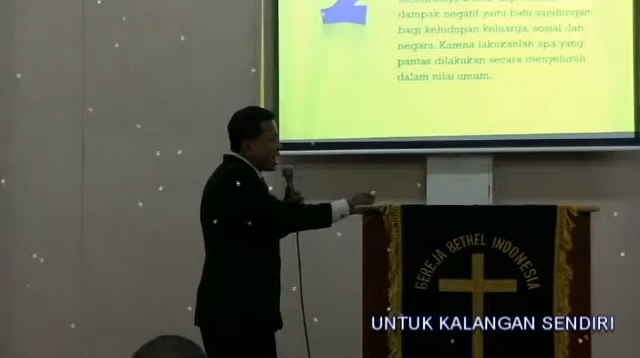 2
dampak negatif yaitu batu sandungan
bagi kehidupan keluarga, sosial dan
negara. Karena lakukanlah apa yang
pantas dilakukan secara menyeluruh
dalam nilai umum.
GEREJA BETHEL INDONESIA
UNTUK KALANGAN SENDIRI